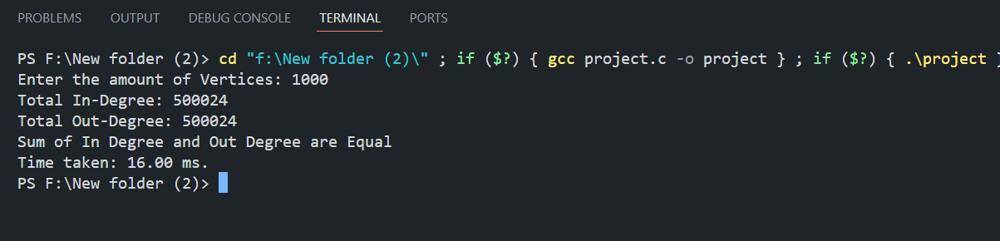 PROBLEMS OUTPUT DEBUG CONSOLE TERMINAL PORTS
PS F:\New folder (2)> cd "f:\New folder (2)\" ; if ($?) { gcc project.c -o project } ; if ($?) { .\project }
Enter the amount of Vertices: 1000
Total In-Degree: 500024
Total Out-Degree: 500024
Sum of In Degree and Out Degree are Equal
Time taken: 16.00 ms.
PS F:\New folder (2)>